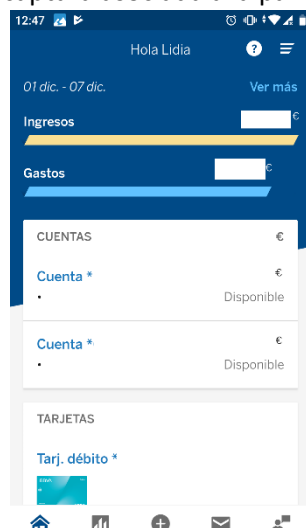 12:47
Hola Lidia ?
01 dic. - 07 dic. Ver más
Ingresos €
Gastos €
CUENTAS €
Cuenta * €
• Disponible
Cuenta * €
• Disponible
TARJETAS
Tarj. débito *